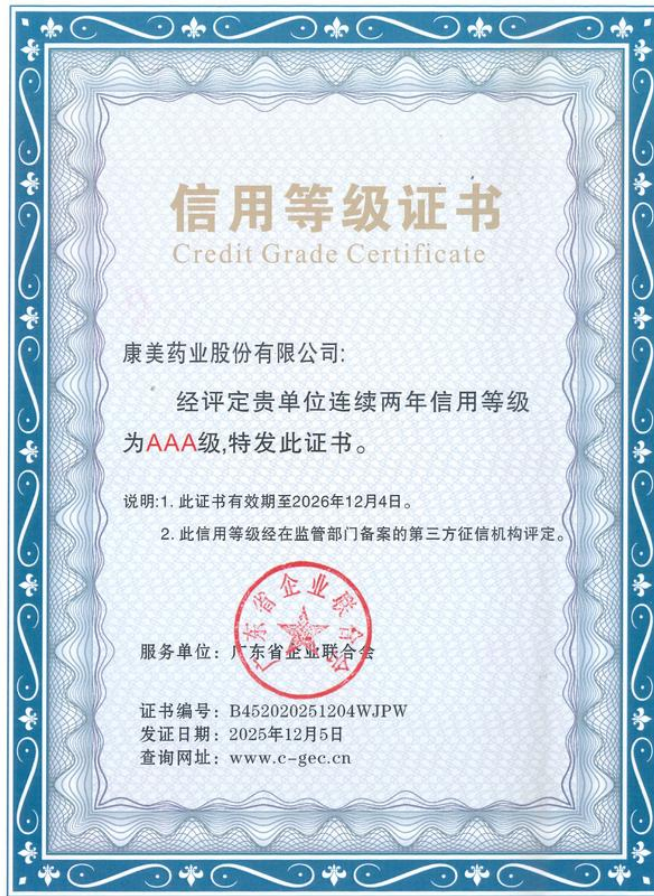 信用等级证书
Credit Grade Certificate
康美药业股份有限公司:
经评定贵单位连续两年信用等级
为AAA级,特发此证书。
说明:1. 此证书有效期至2026年12月4日。
2. 此信用等级经在监管部门备案的第三方征信机构评定。
广东省企业联合会
服务单位：广东省企业联合会
证书编号：B452020251204WJPW
发证日期：2025年12月5日
查询网址：www.c-gec.cn